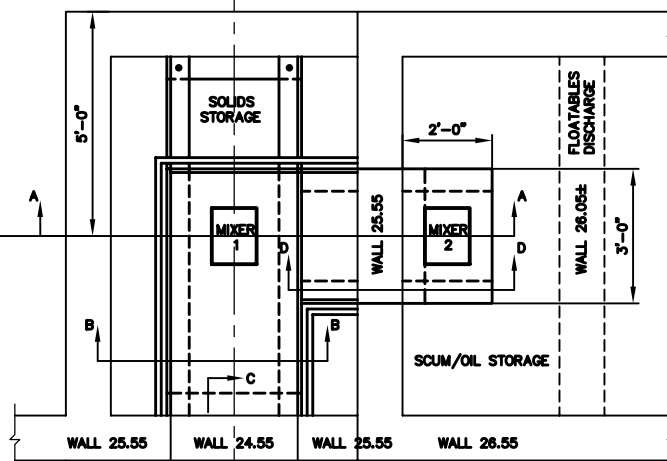 5'-0"
SOLIDS
STORAGE
FLOATABLES
DISCHARGE
2'-0"
A
A
MIXER
1
WALL 25.55
MIXER
2
WALL 26.05±
3'-0"
D
D
B
B
C
SCUM/OIL STORAGE
WALL 25.55
WALL 24.55
WALL 25.55
WALL 26.55